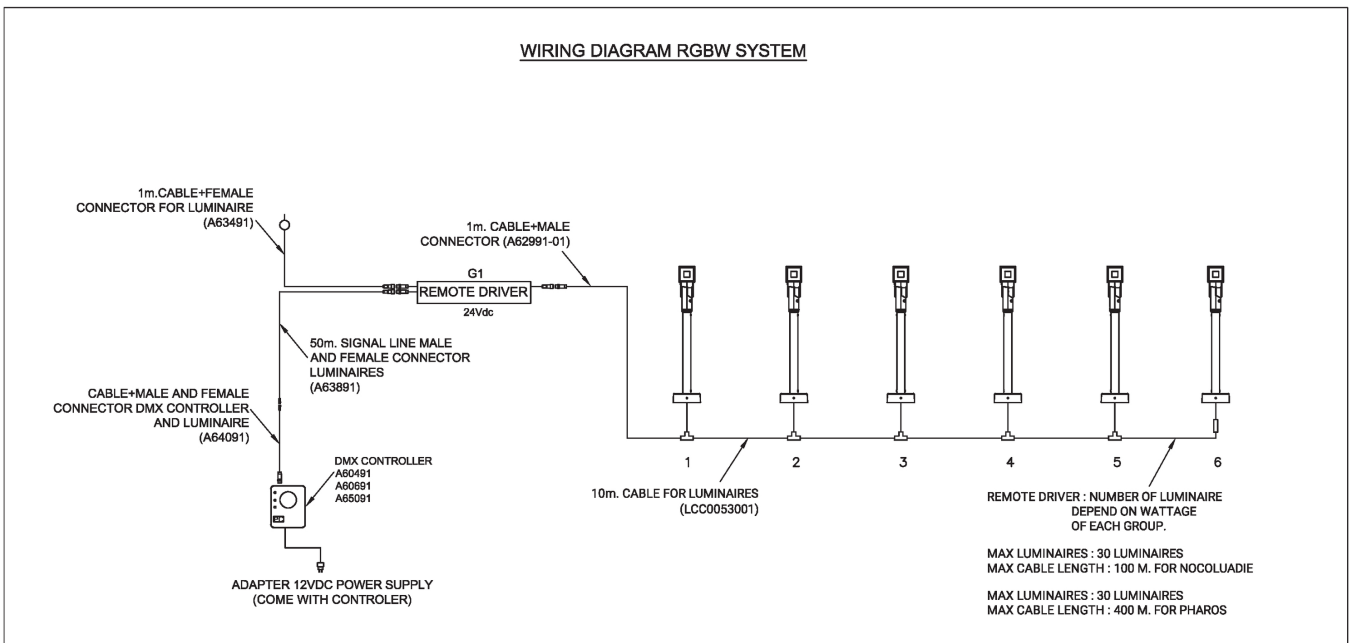 WIRING DIAGRAM RGBW SYSTEM
1m.CABLE+FEMALE
CONNECTOR FOR LUMINAIRE
(A63491)
1m. CABLE+MALE
CONNECTOR (A62991-01)
G1
REMOTE DRIVER
24Vdc
50m. SIGNAL LINE MALE
AND FEMALE CONNECTOR
LUMINAIRES
(A63891)
CABLE+MALE AND FEMALE
CONNECTOR DMX CONTROLLER
AND LUMINAIRE
(A64091)
DMX CONTROLLER
A60491
A60691
A65091
ADAPTER 12VDC POWER SUPPLY
(COME WITH CONTROLER)
1 2 3 4 5 6
10m. CABLE FOR LUMINAIRES
(LCC0053001)
REMOTE DRIVER : NUMBER OF LUMINAIRE
DEPEND ON WATTAGE
OF EACH GROUP.
MAX LUMINAIRES : 30 LUMINAIRES
MAX CABLE LENGTH : 100 M. FOR NOCOLUADIE
MAX LUMINAIRES : 30 LUMINAIRES
MAX CABLE LENGTH : 400 M. FOR PHAROS